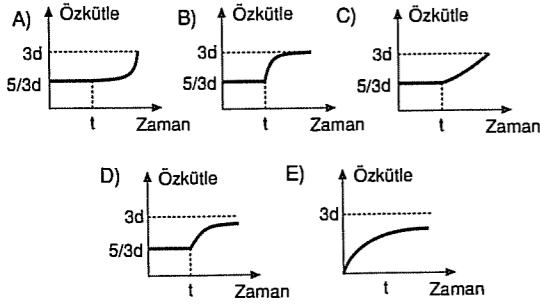 A) Özkütle
3d
5/3d
t Zaman
B) Özkütle
3d
5/3d
t Zaman
C) Özkütle
3d
5/3d
t Zaman
D) Özkütle
3d
5/3d
t Zaman
E) Özkütle
3d
t Zaman